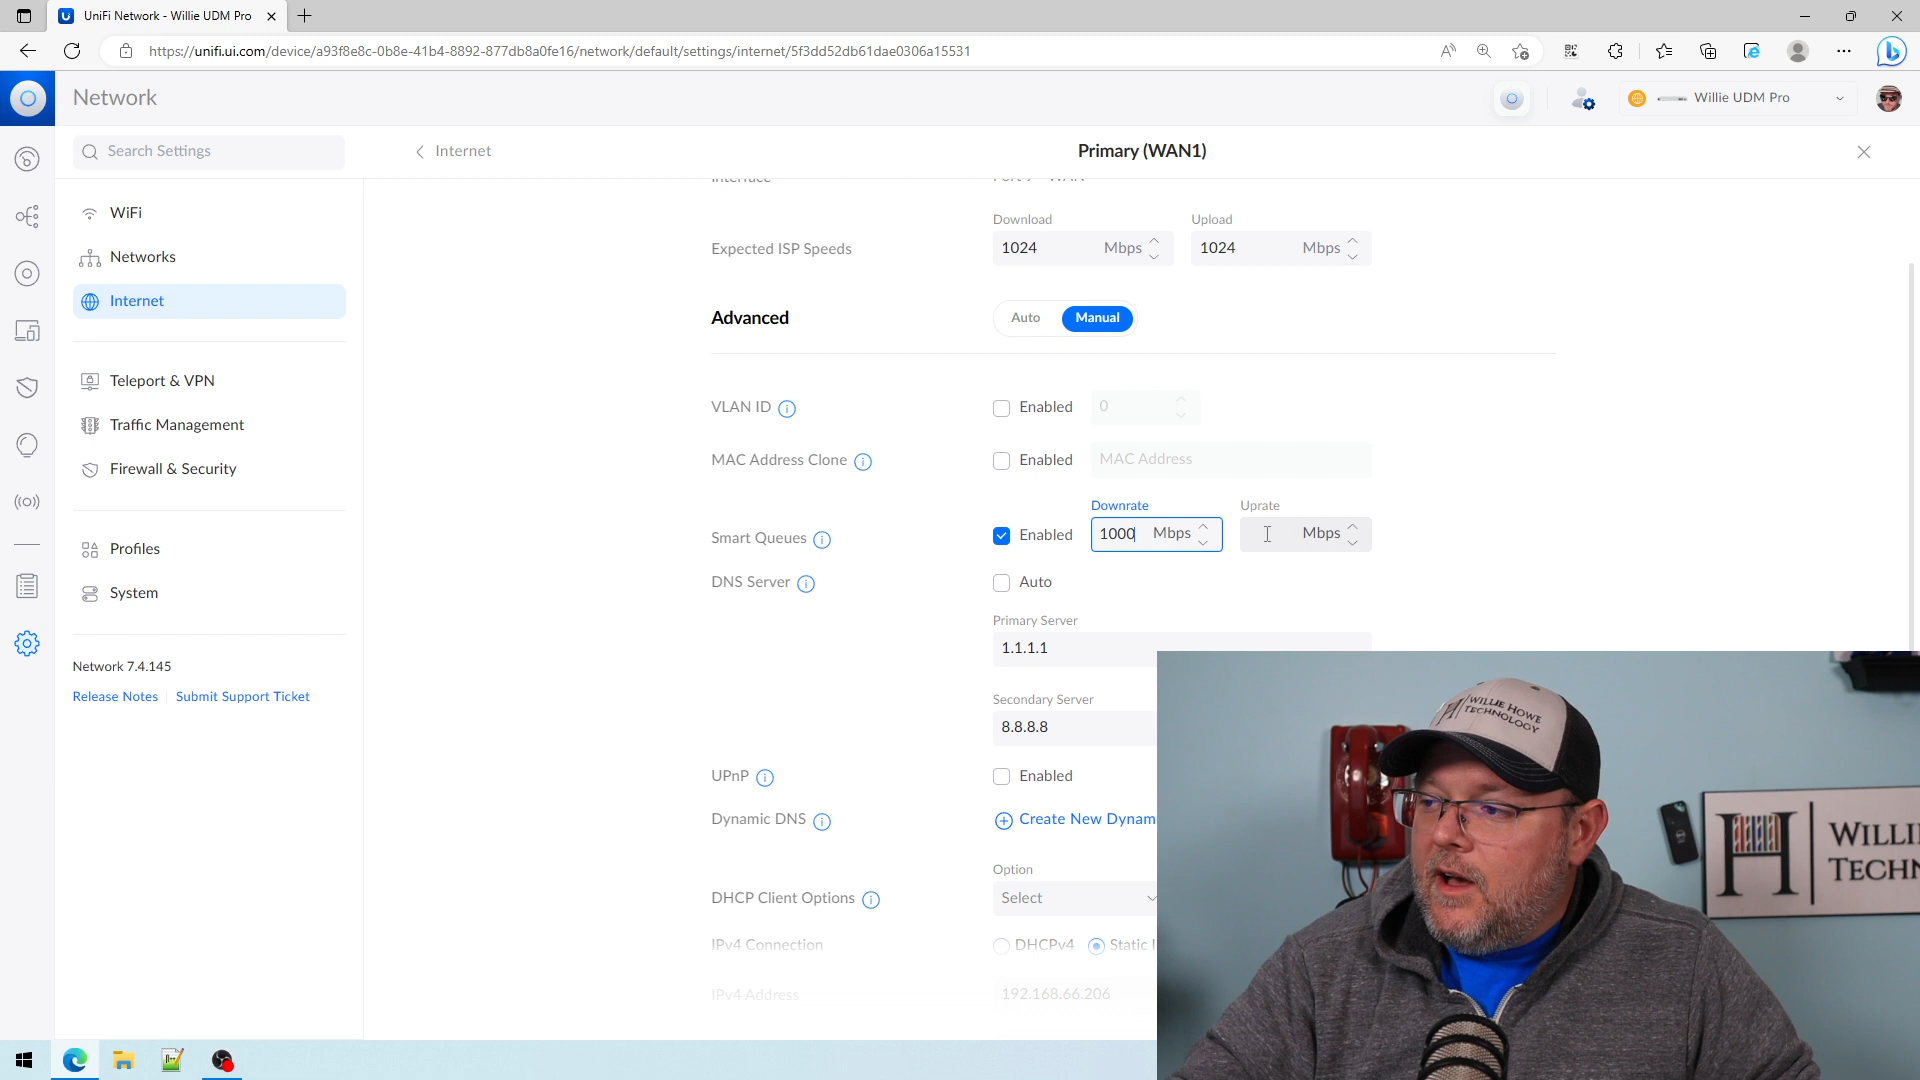 UniFi Network - Willie UDM Pro
https://unifi.ui.com/device/a93f8e8c-0b8e-41b4-8892-877db8a0fe16/network/default/settings/internet/5f3dd52db61dae0306a15531
Network
Willie UDM Pro
Search Settings
Internet
Primary (WAN1)
WiFi
Networks
Internet
Teleport & VPN
Traffic Management
Firewall & Security
Profiles
System
Network 7.4.145
Release Notes
Submit Support Ticket
Interface
Download
Upload
Expected ISP Speeds
1024 Mbps
1024 Mbps
Advanced
Auto
Manual
VLAN ID
Enabled
0
MAC Address Clone
Enabled
MAC Address
Downrate
Uprate
Smart Queues
Enabled
1000 Mbps
Mbps
DNS Server
Auto
Primary Server
1.1.1.1
Secondary Server
8.8.8.8
UPnP
Enabled
Dynamic DNS
Create New Dynam
Option
DHCP Client Options
Select
IPv4 Connection
DHCPv4
Static I
IPv4 Address
192.168.66.206
WILLIE HOWE
TECHNOLOGY
WILLI
TECHN